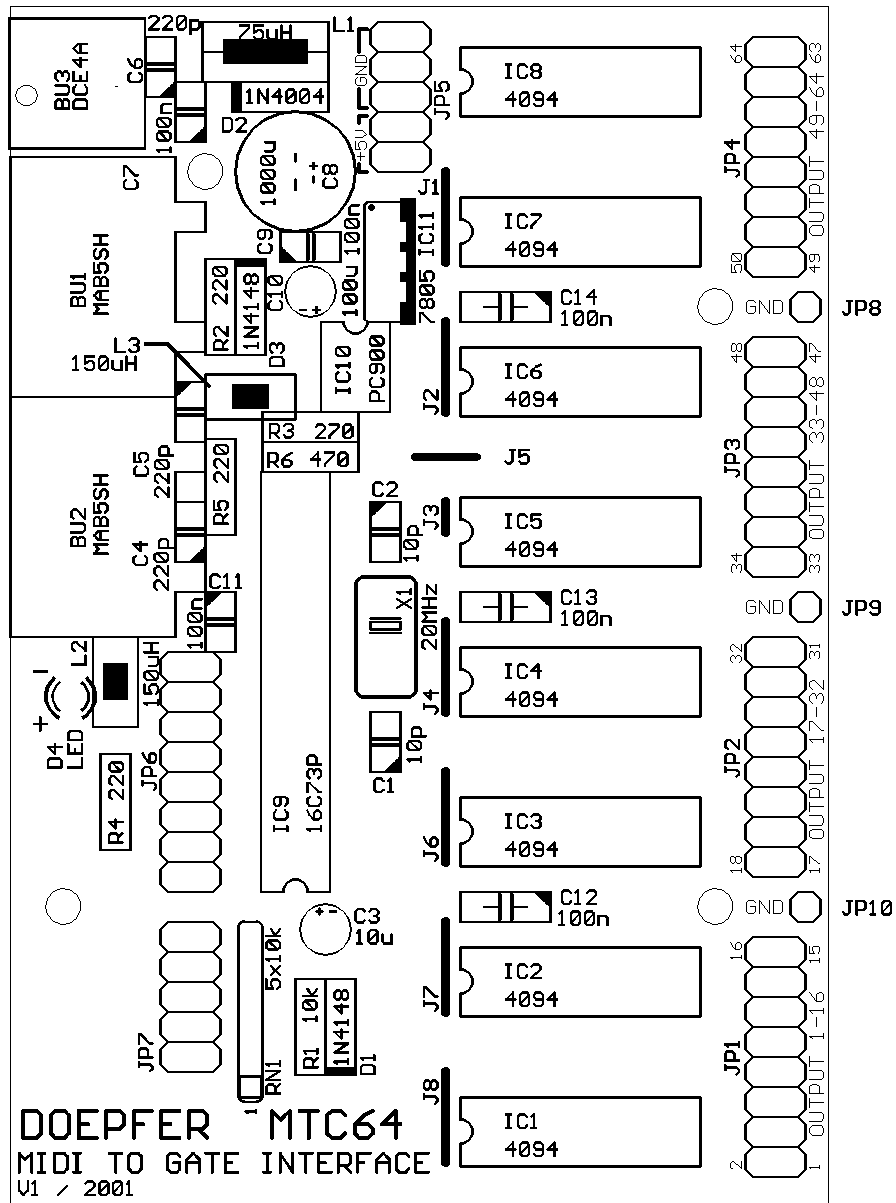 220p
75uH
L1
BU3
DCE4A
C6
100n
1N4004
D2
GND
+5V
JP5
IC8
4094
64
63
JP4
OUTPUT 49-64
50
49
C7
1000u
C8
- -
+
J1
IC7
4094
BU1
MAB5SH
C9
100n
IC11
7805
R2 220
1N4148
C10
100u
-+
D3
C14
100n
GND
JP8
L3
150uH
IC10
PC900
J2
IC6
4094
48
47
JP3
OUTPUT 33-48
34
33
R3 270
R6 470
J5
BU2
MAB5SH
C5
220p
C4
220p
R5 220
C2
10p
J3
IC5
4094
C11
100n
X1
20MHz
C13
100n
GND
JP9
L2
150uH
-
+
D4
LED
R4 220
JP6
IC9
16C73P
J4
IC4
4094
10p
C1
32
31
JP2
OUTPUT 17-32
18
17
J6
IC3
4094
+-
C3
10u
C12
100n
GND
JP10
JP7
5x10k
RN1
1
R1 10k
1N4148
D1
J7
IC2
4094
16
15
JP1
OUTPUT 1-16
2
1
J8
IC1
4094
DOEPFER MTC64
MIDI TO GATE INTERFACE
V1 / 2001